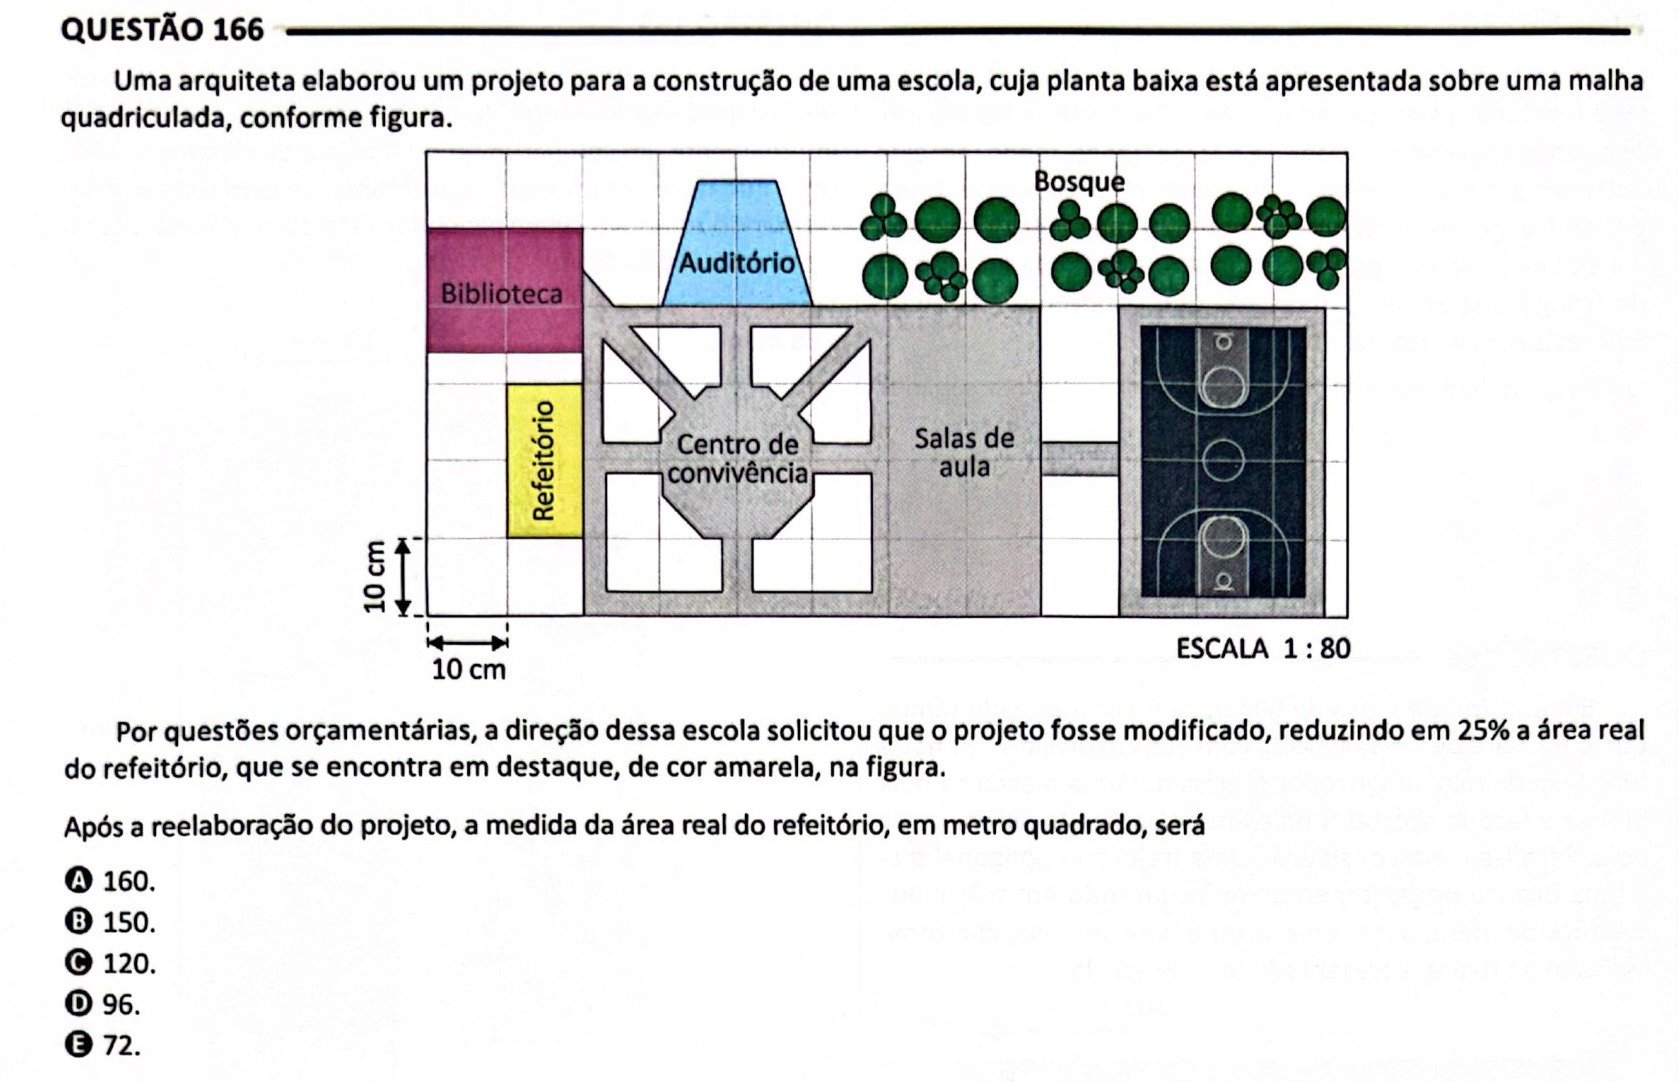 QUESTÃO 166
Uma arquiteta elaborou um projeto para a construção de uma escola, cuja planta baixa está apresentada sobre uma malha
quadriculada, conforme figura.
Bosque
Auditório
Biblioteca
Refeitório
Centro de
convivência
Salas de
aula
10 cm
10 cm
ESCALA 1 : 80
Por questões orçamentárias, a direção dessa escola solicitou que o projeto fosse modificado, reduzindo em 25% a área real
do refeitório, que se encontra em destaque, de cor amarela, na figura.
Após a reelaboração do projeto, a medida da área real do refeitório, em metro quadrado, será
A 160.
B 150.
C 120.
D 96.
E 72.